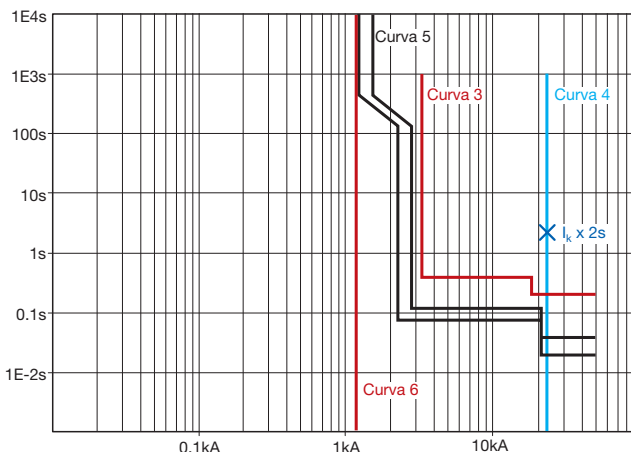 1E4s
Curva 5
1E3s
Curva 3
Curva 4
100s
10s
Iₖ x 2s
1s
0.1s
1E-2s
Curva 6
0.1kA
1kA
10kA